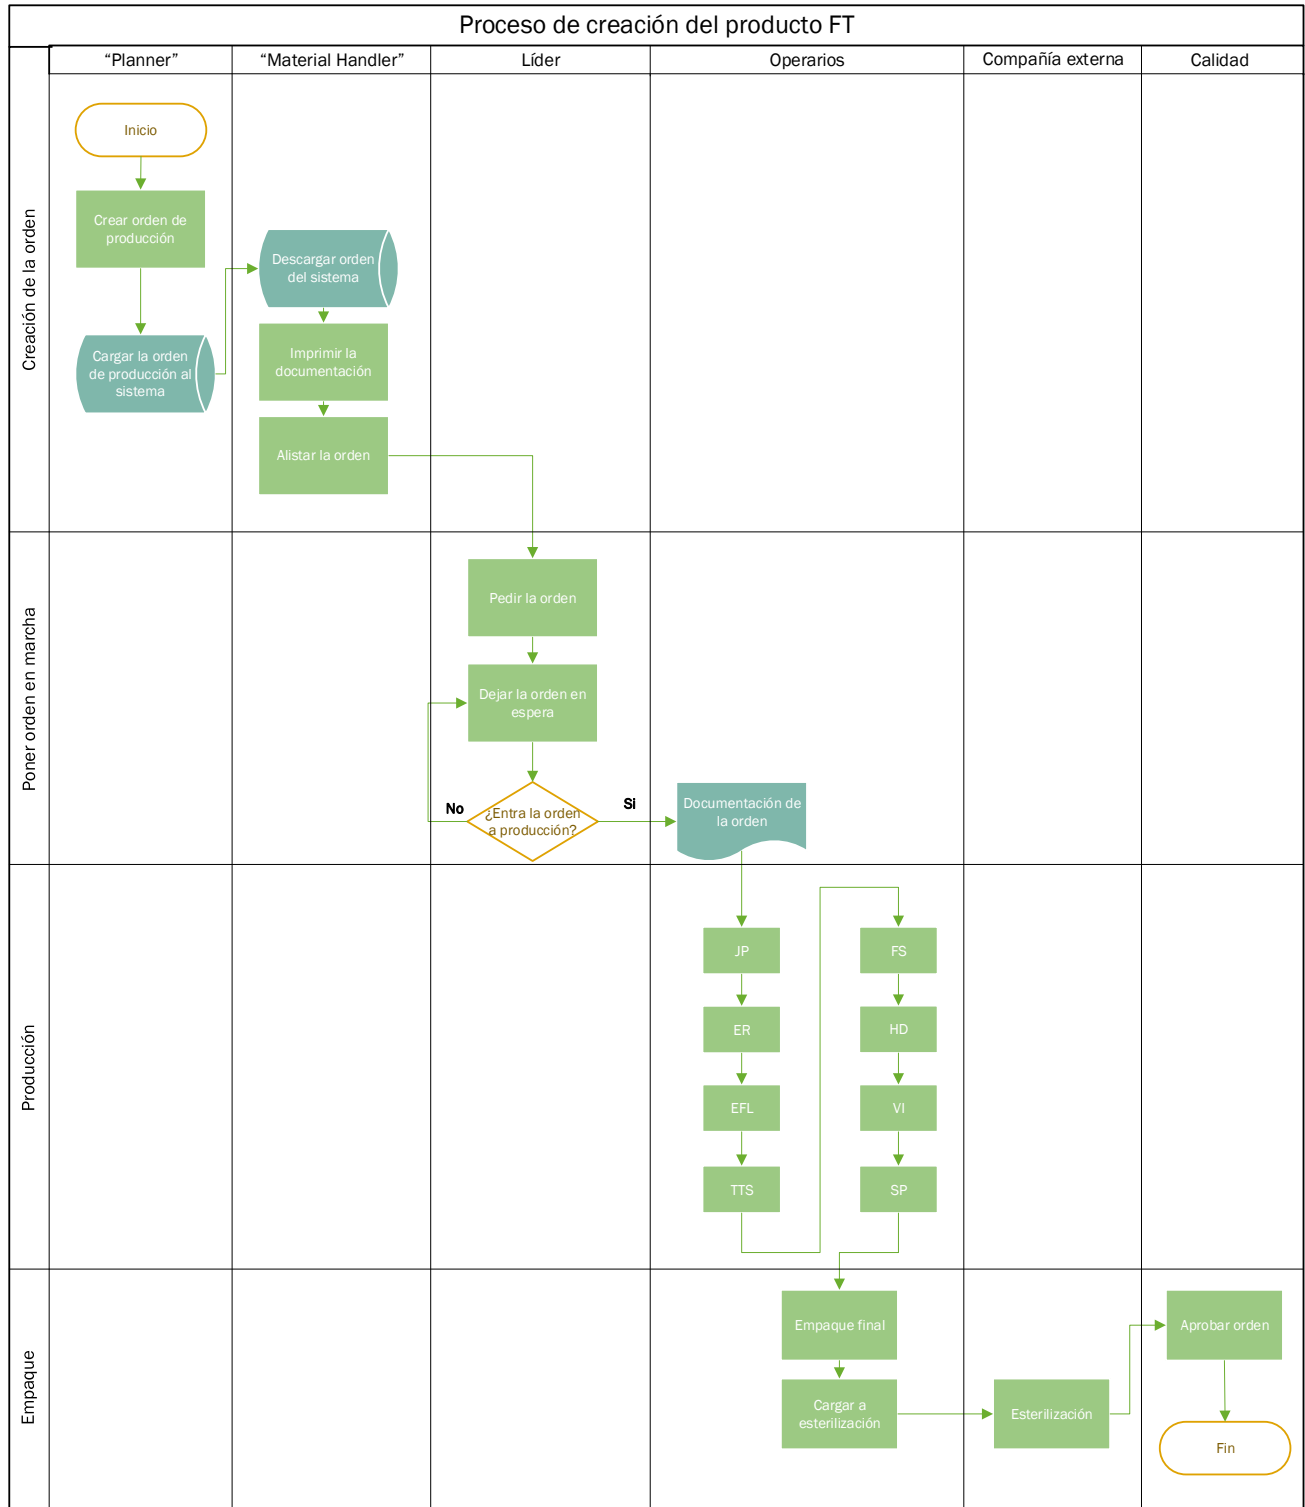 Proceso de creación del producto FT
“Planner”
“Material Handler”
Líder
Operarios
Compañía externa
Calidad
Creación de la orden
Inicio
Crear orden de
producción
Cargar la orden
de producción al
sistema
Descargar orden
del sistema
Imprimir la
documentación
Alistar la orden
Poner orden en marcha
Pedir la orden
Dejar la orden en
espera
¿Entra la orden
a producción?
No
Si
Documentación de
la orden
Producción
JP
ER
EFL
TTS
FS
HD
VI
SP
Empaque
Empaque final
Cargar a
esterilización
Esterilización
Aprobar orden
Fin